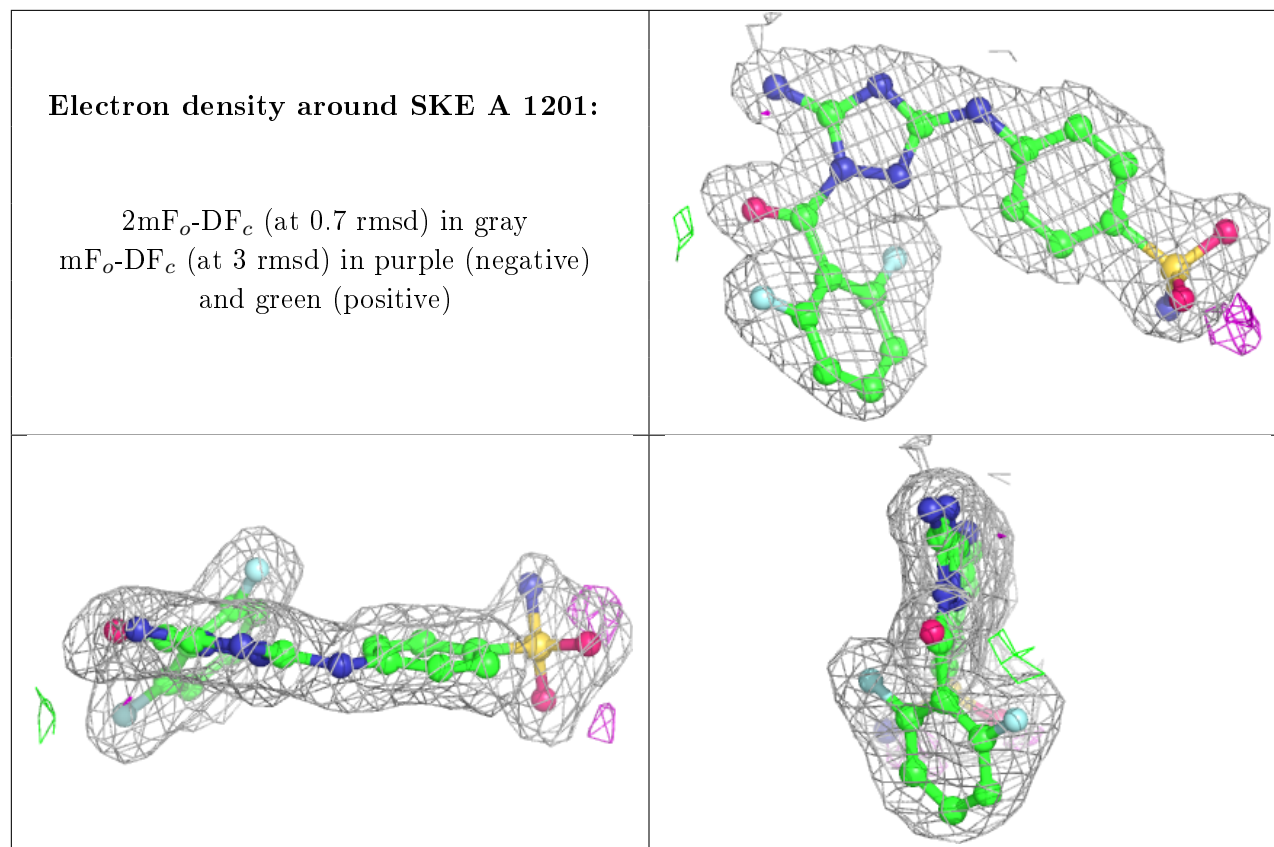 Electron density around SKE A 1201:
2mFo-DFc (at 0.7 rmsd) in gray
mFo-DFc (at 3 rmsd) in purple (negative)
and green (positive)